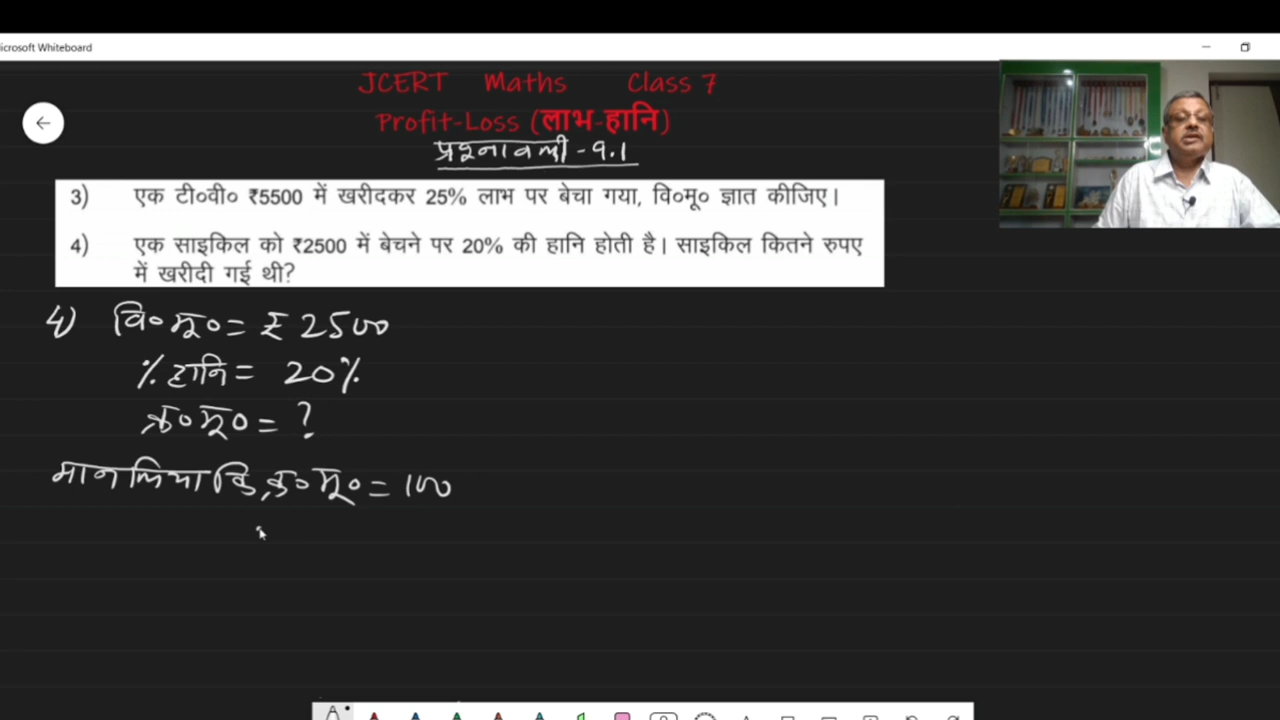 icrosoft Whiteboard
JCERT Maths Class 7
Profit-Loss (लाभ-हानि)
प्रश्नावली - 9.1
3) एक टी०वी० ₹5500 में खरीदकर 25% लाभ पर बेचा गया, वि०मू० ज्ञात कीजिए।
4) एक साइकिल को ₹2500 में बेचने पर 20% की हानि होती है। साइकिल कितने रुपए
में खरीदी गई थी?
4) वि०मू० = ₹ 2500
% हानि = 20%
क्र०मू० = ?
मान लिया कि, क्र०मू० = 100